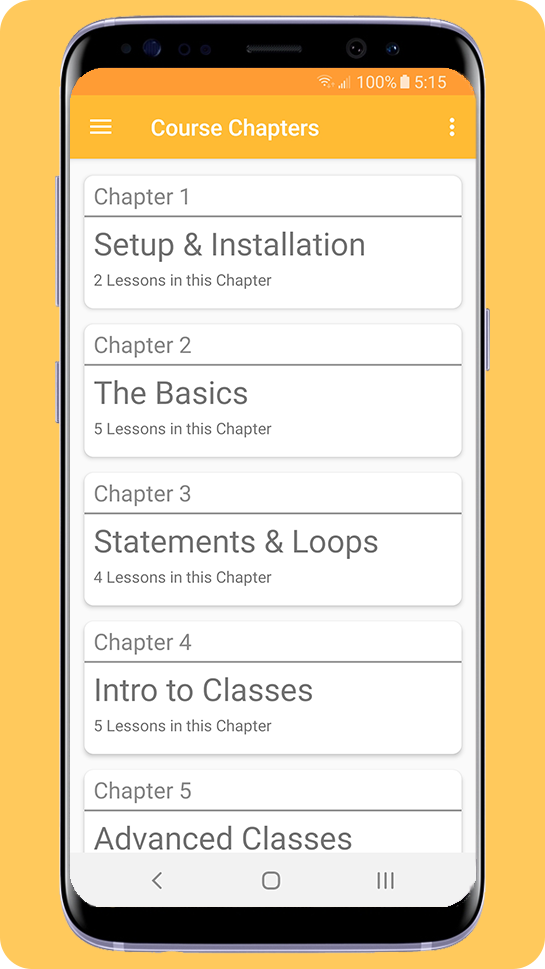 100% 5:15
Course Chapters
Chapter 1
Setup & Installation
2 Lessons in this Chapter
Chapter 2
The Basics
5 Lessons in this Chapter
Chapter 3
Statements & Loops
4 Lessons in this Chapter
Chapter 4
Intro to Classes
5 Lessons in this Chapter
Chapter 5
Advanced Classes